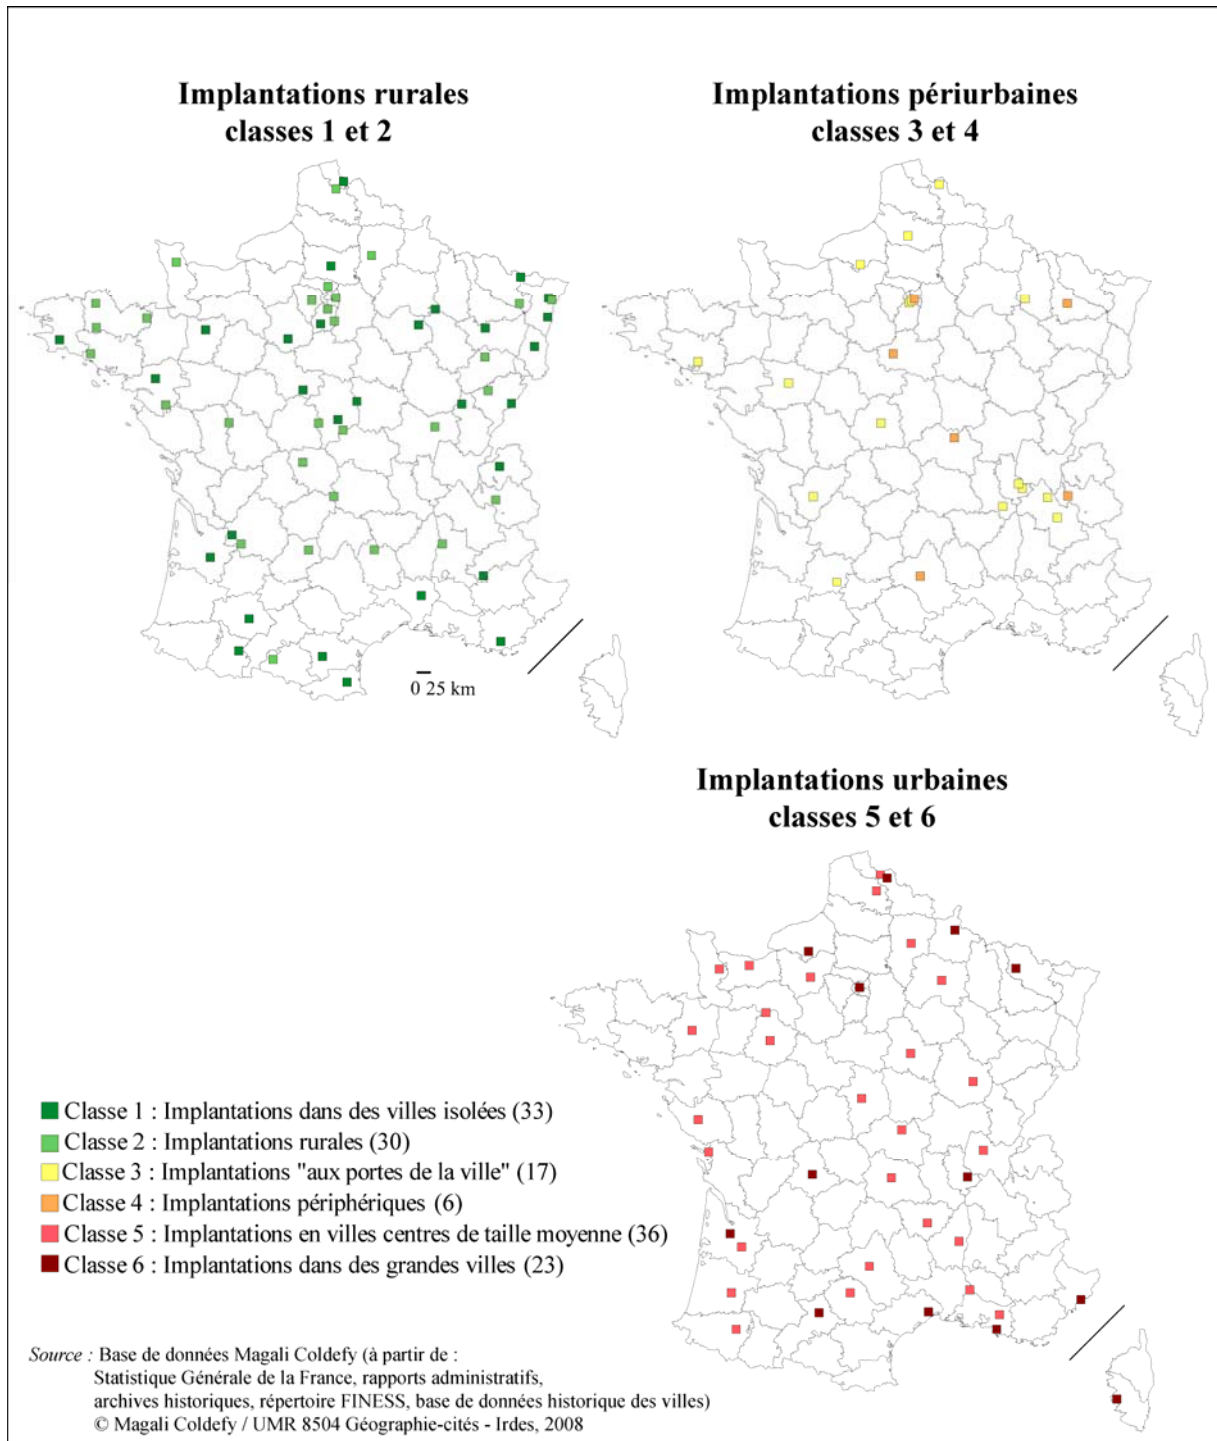 Implantations rurales
classes 1 et 2
Implantations périurbaines
classes 3 et 4
0 25 km
Implantations urbaines
classes 5 et 6
Classe 1 : Implantations dans des villes isolées (33)
Classe 2 : Implantations rurales (30)
Classe 3 : Implantations "aux portes de la ville" (17)
Classe 4 : Implantations périphériques (6)
Classe 5 : Implantations en villes centres de taille moyenne (36)
Classe 6 : Implantations dans des grandes villes (23)
Source : Base de données Magali Coldefy (à partir de :
Statistique Générale de la France, rapports administratifs,
archives historiques, répertoire FINESS, base de données historique des villes)
© Magali Coldefy / UMR 8504 Géographie-cités - Irdes, 2008